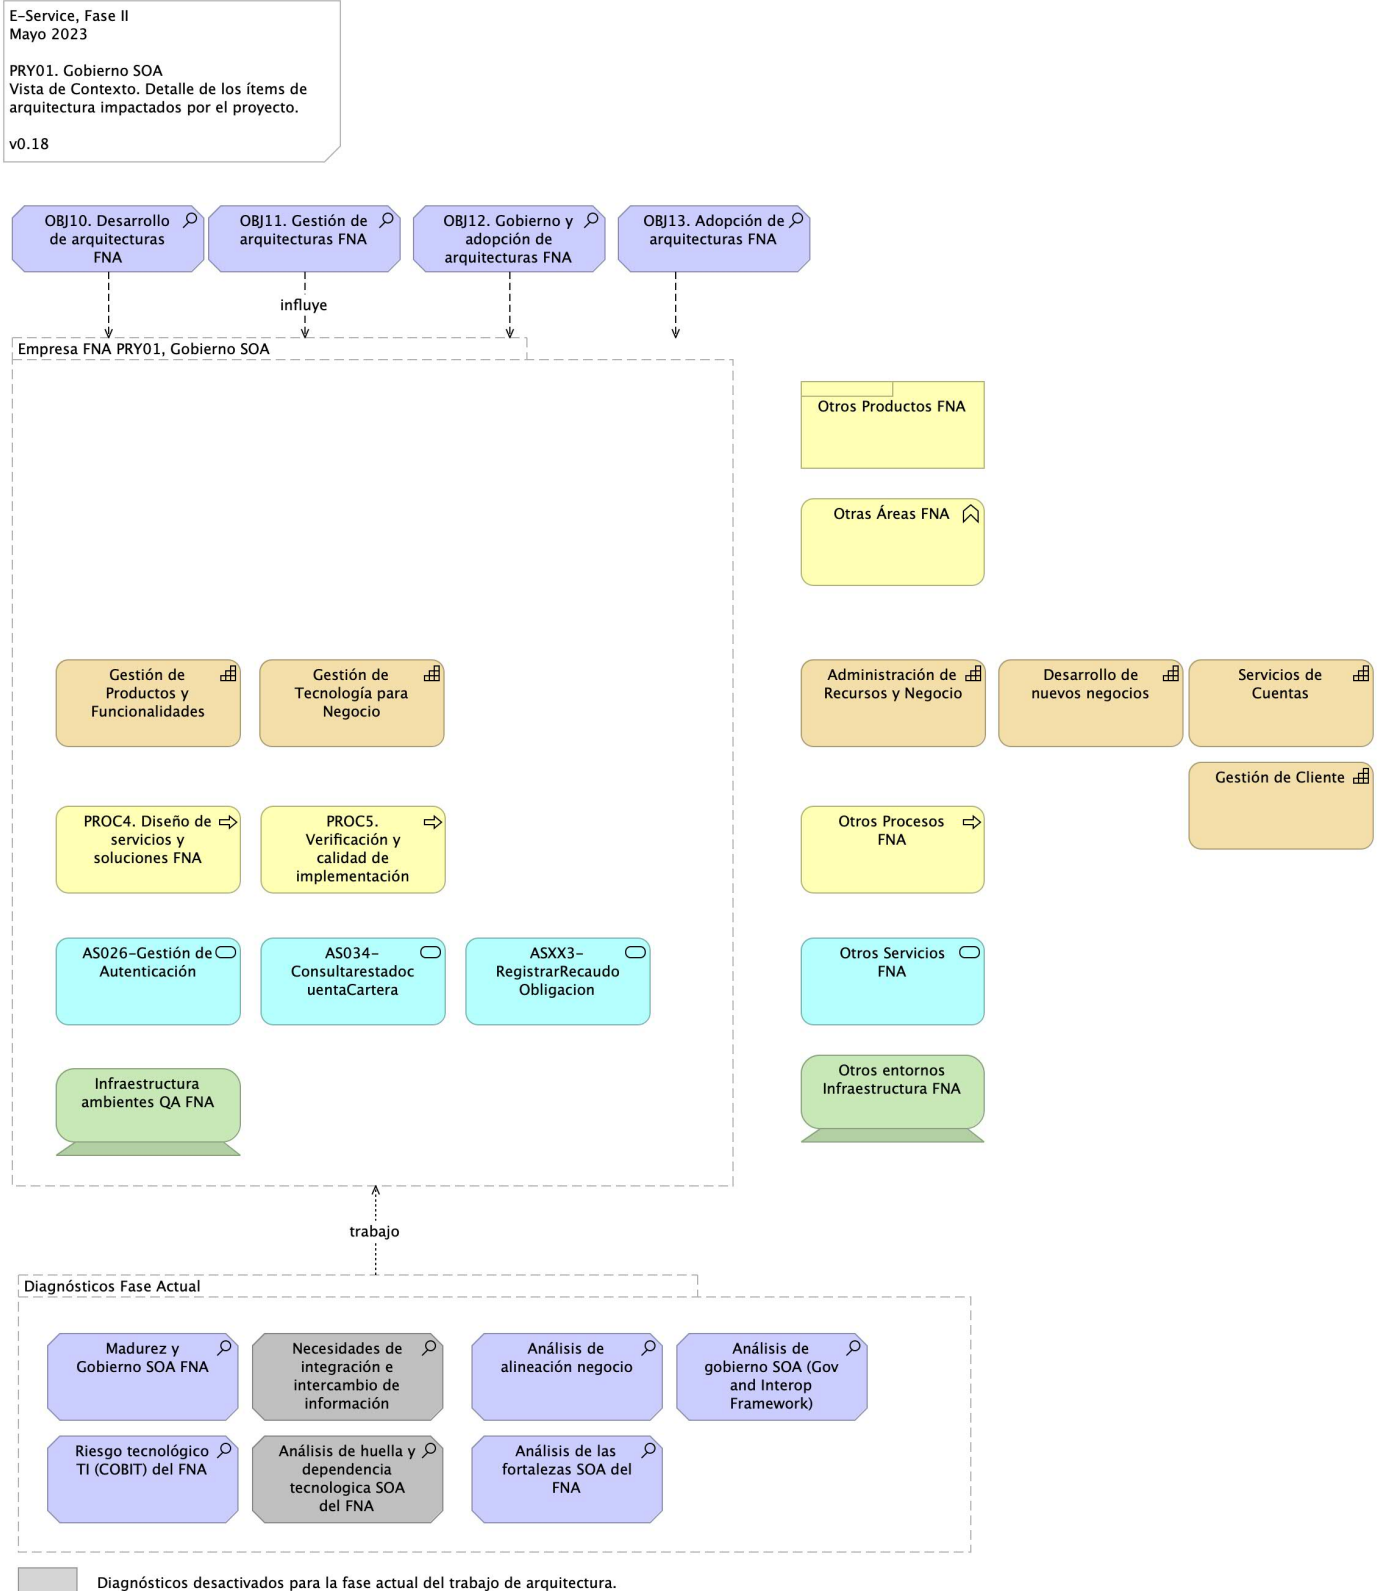 E-Service, Fase II
Mayo 2023
PRY01. Gobierno SOA
Vista de Contexto. Detalle de los ítems de
arquitectura impactados por el proyecto.
v0.18
OBJ10. Desarrollo
de arquitecturas
FNA
OBJ11. Gestión de
arquitecturas FNA
OBJ12. Gobierno y
adopción de
arquitecturas FNA
OBJ13. Adopción de
arquitecturas FNA
influye
Empresa FNA PRY01, Gobierno SOA
Otros Productos FNA
Otras Áreas FNA
Gestión de
Productos y
Funcionalidades
Gestión de
Tecnología para
Negocio
Administración de
Recursos y Negocio
Desarrollo de
nuevos negocios
Servicios de
Cuentas
Gestión de Cliente
PROC4. Diseño de
servicios y
soluciones FNA
PROC5.
Verificación y
calidad de
implementación
Otros Procesos
FNA
AS026-Gestión de
Autenticación
AS034-
Consultarestadoc
uentaCartera
ASXX3-
RegistrarRecaudo
Obligacion
Otros Servicios
FNA
Infraestructura
ambientes QA FNA
Otros entornos
Infraestructura FNA
trabajo
Diagnósticos Fase Actual
Madurez y
Gobierno SOA FNA
Necesidades de
integración e
intercambio de
información
Análisis de
alineación negocio
Análisis de
gobierno SOA (Gov
and Interop
Framework)
Riesgo tecnológico
TI (COBIT) del FNA
Análisis de huella y
dependencia
tecnologica SOA
del FNA
Análisis de las
fortalezas SOA del
FNA
Diagnósticos desactivados para la fase actual del trabajo de arquitectura.